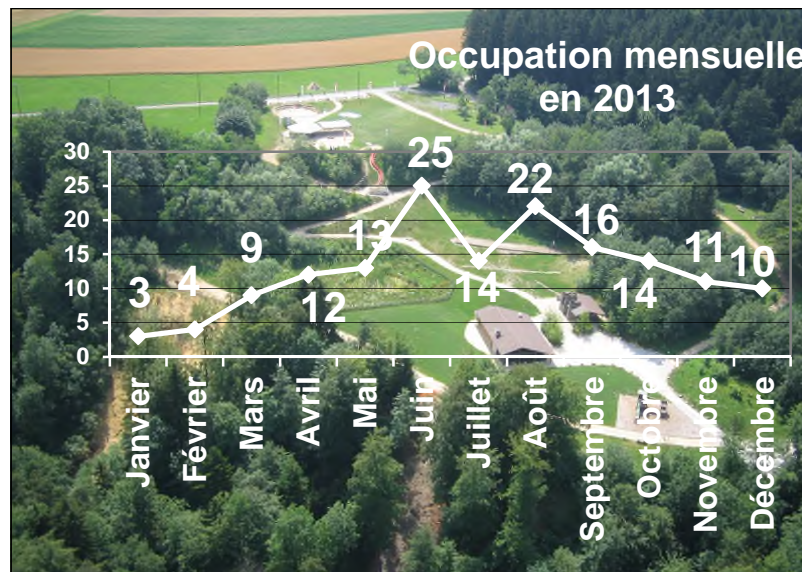 Occupation mensuelle
en 2013
30
25
20
15
10
5
0
3
4
9
12
13
25
14
22
16
14
11
10
Janvier
Février
Mars
Avril
Mai
Juin
Juillet
Août
Septembre
Octobre
Novembre
Décembre